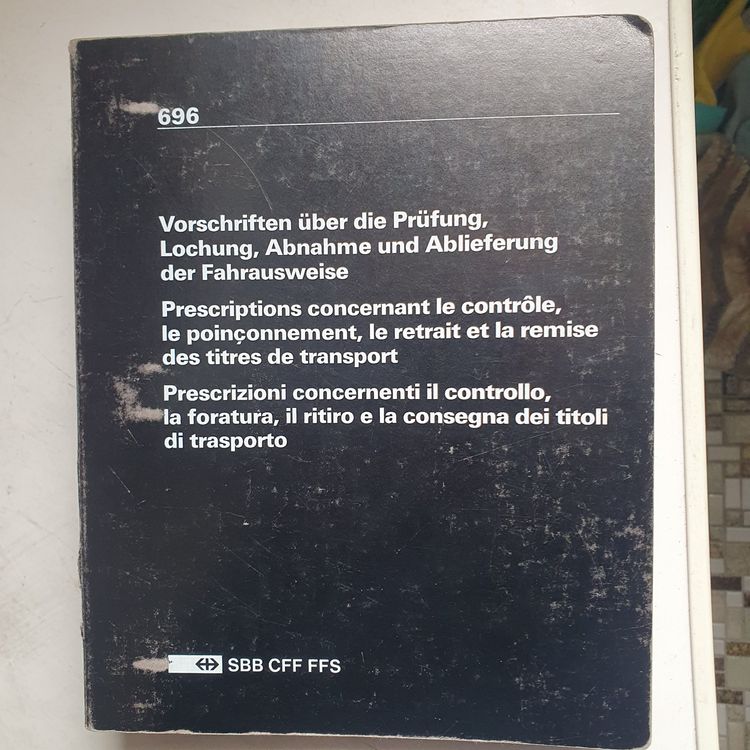 696
Vorschriften über die Prüfung,
Lochung, Abnahme und Ablieferung
der Fahrausweise
Prescriptions concernant le contrôle,
le poinçonnement, le retrait et la remise
des titres de transport
Prescrizioni concernenti il controllo,
la foratura, il ritiro e la consegna dei titoli
di trasporto
SBB CFF FFS